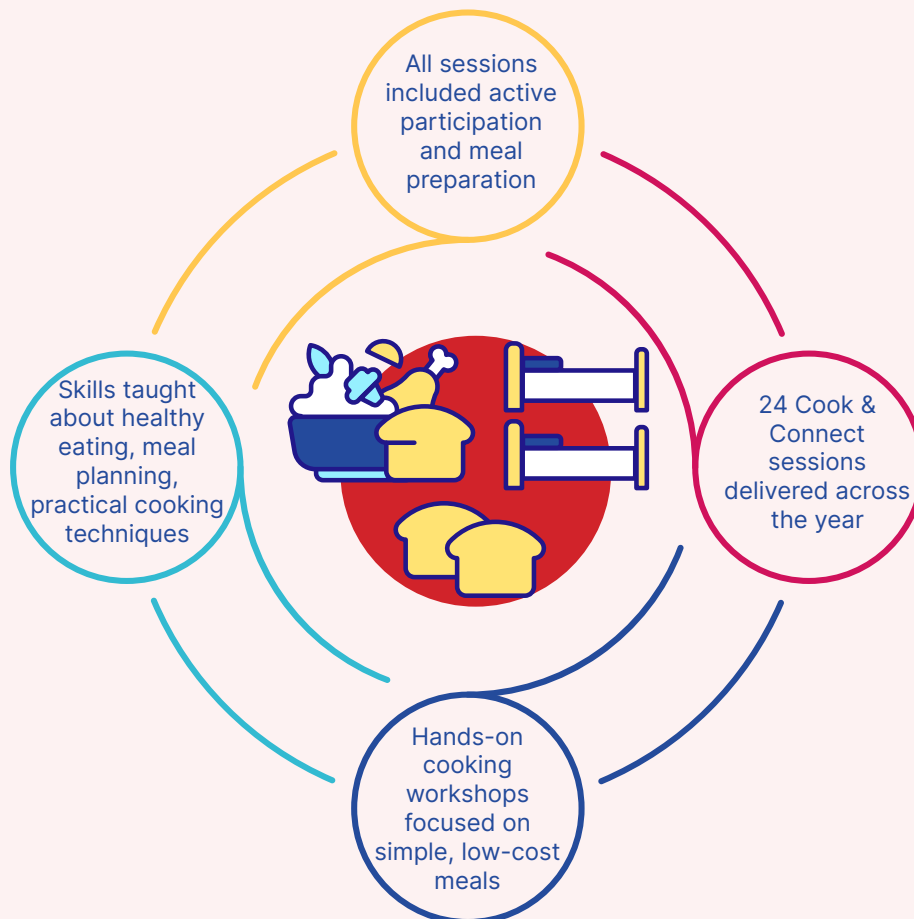 All sessions
included active
participation
and meal
preparation
Skills taught
about healthy
eating, meal
planning,
practical cooking
techniques
24 Cook &
Connect
sessions
delivered across
the year
Hands-on
cooking
workshops
focused on
simple, low-cost
meals